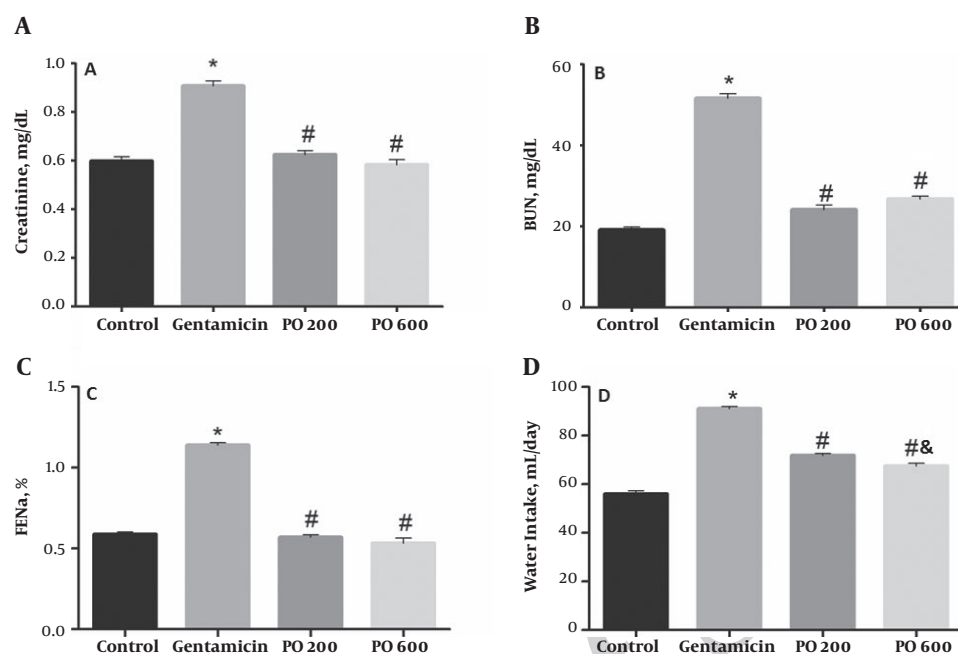 A
B
A
B
Creatinine, mg/dL
1.0
0.8
0.6
0.4
0.2
0.0
*
#
#
Control Gentamicin PO 200 PO 600
BUN, mg/dL
60
40
20
0
*
#
#
Control Gentamicin PO 200 PO 600
C
D
C
D
FENa, %
1.5
1.0
0.5
0.0
*
#
#
Control Gentamicin PO 200 PO 600
Water Intake, mL/day
100
80
60
40
20
0
*
#
#&
Control Gentamicin PO 200 PO 600